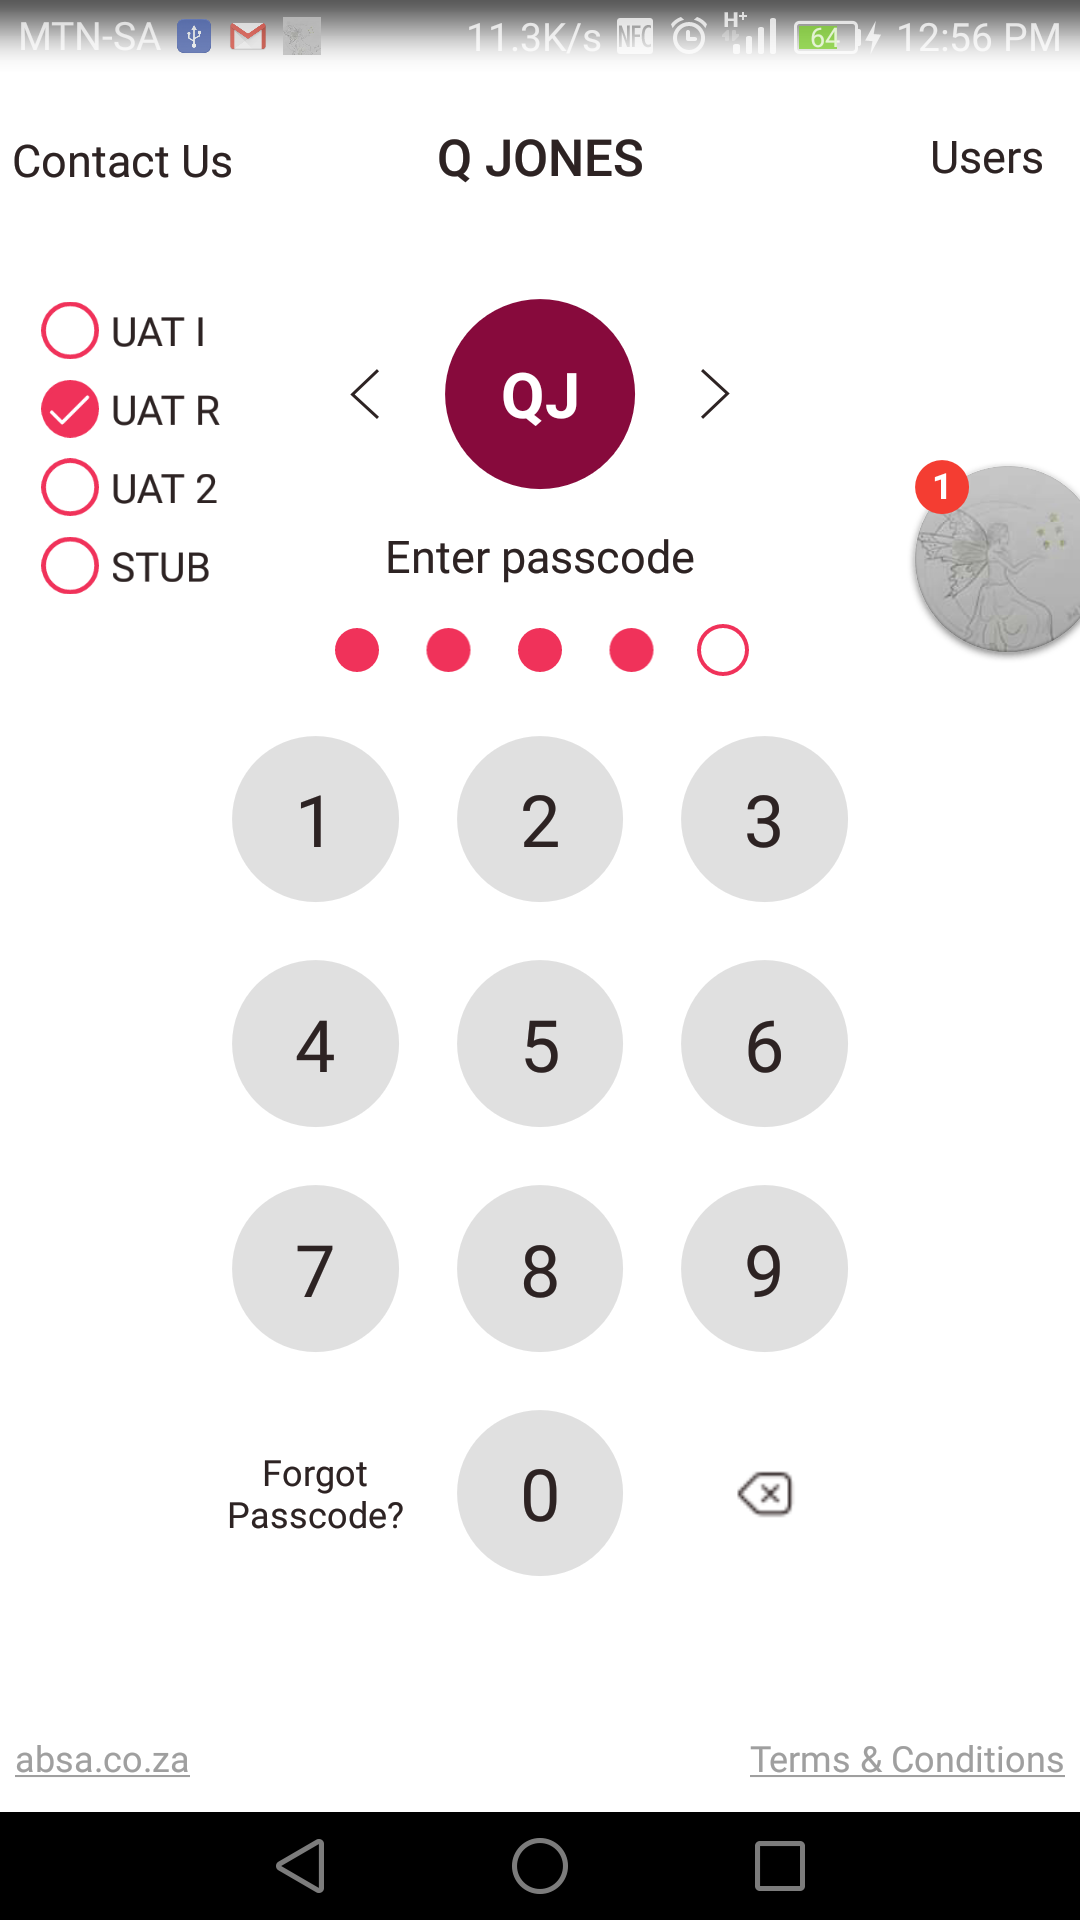 MTN-SA 11.3K/s NFC H+ 64 12:56 PM
Contact Us Q JONES Users
UAT I
UAT R
UAT 2
STUB
QJ
1
Enter passcode
1 2 3
4 5 6
7 8 9
Forgot
Passcode?
0
absa.co.za Terms & Conditions